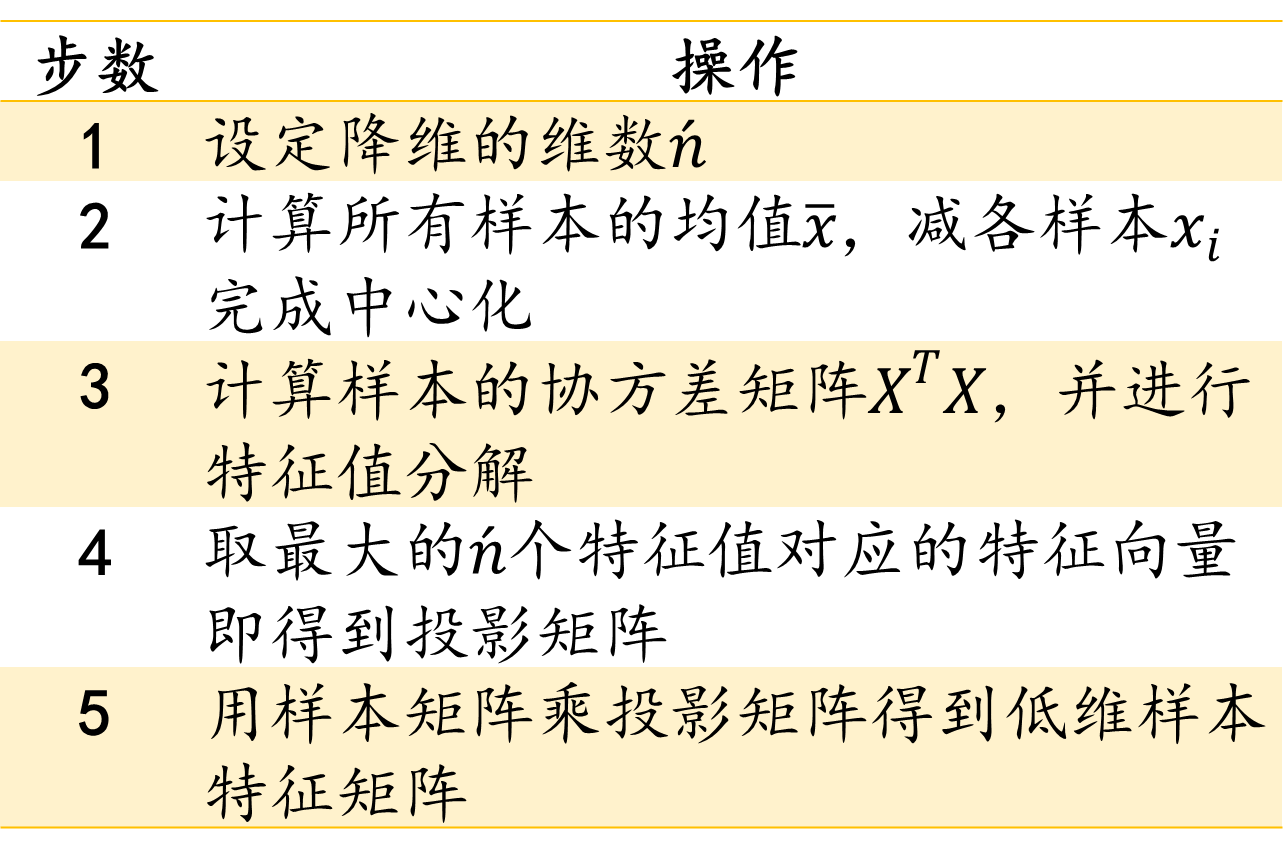 步数 操作
1 设定降维的维数ń
2 计算所有样本的均值x̄，减各样本xᵢ
完成中心化
3 计算样本的协方差矩阵XᵀX，并进行
特征值分解
4 取最大的ń个特征值对应的特征向量
即得到投影矩阵
5 用样本矩阵乘投影矩阵得到低维样本
特征矩阵